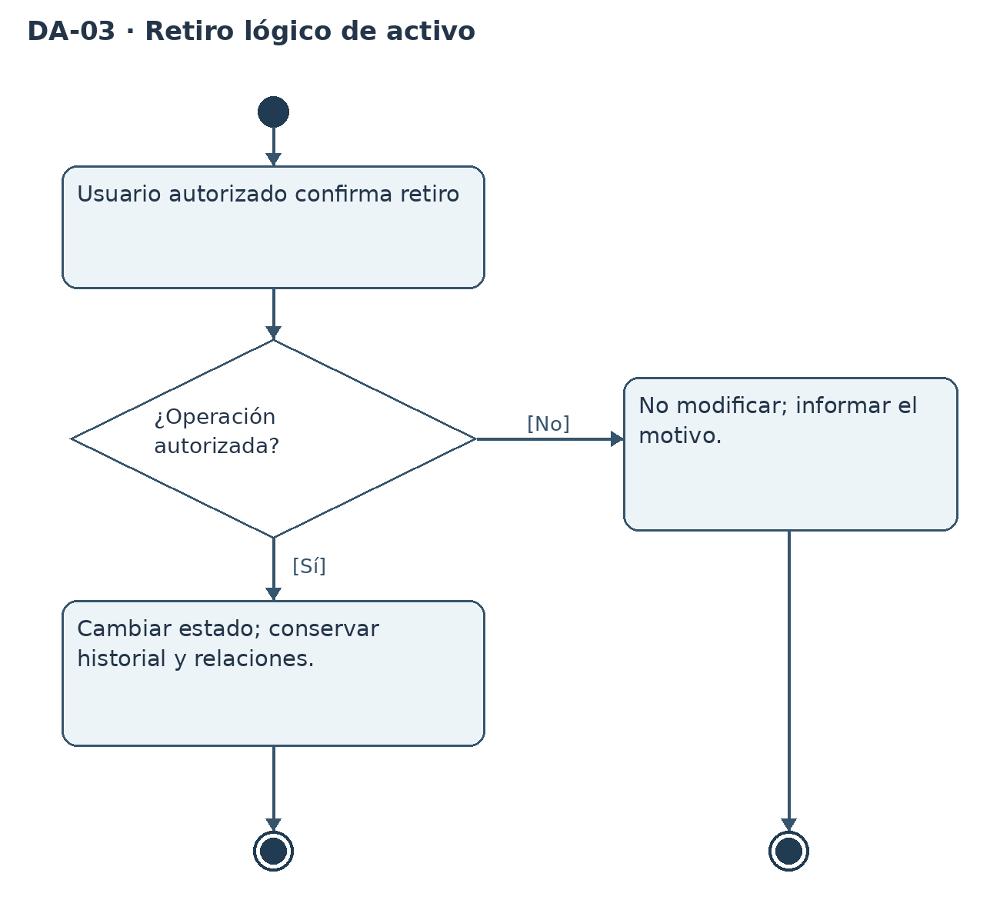 DA-03 · Retiro lógico de activo
Usuario autorizado confirma retiro
¿Operación
autorizada?
[No]
No modificar; informar el
motivo.
[Sí]
Cambiar estado; conservar
historial y relaciones.